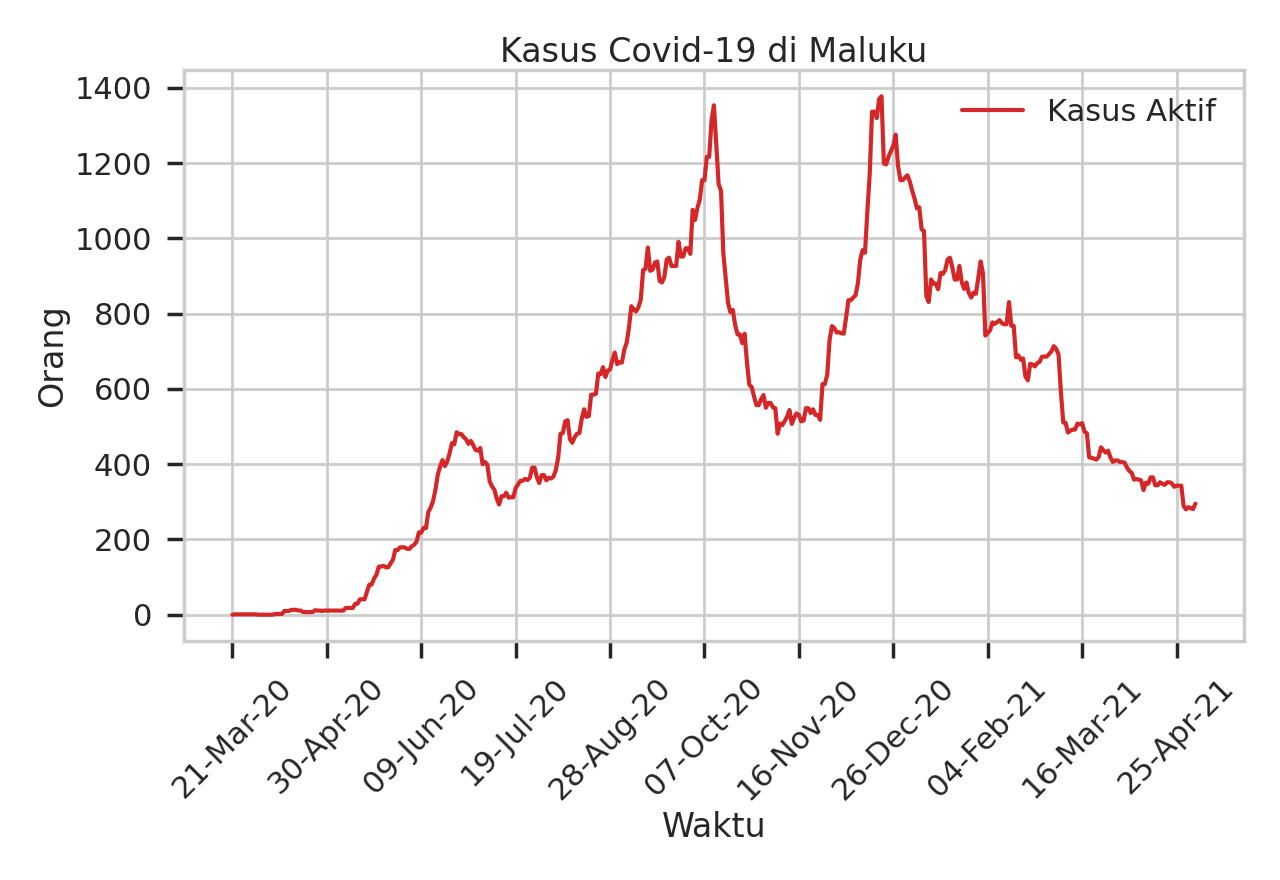 Kasus Covid-19 di Maluku
Kasus Aktif
Orang
1400
1200
1000
800
600
400
200
0
21-Mar-20
30-Apr-20
09-Jun-20
19-Jul-20
28-Aug-20
07-Oct-20
16-Nov-20
26-Dec-20
04-Feb-21
16-Mar-21
25-Apr-21
Waktu